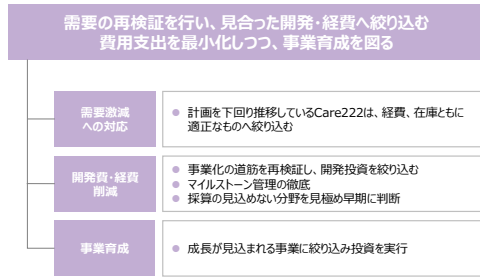 需要の再検証を行い、見合った開発・経費へ絞り込む
費用支出を最小化しつつ、事業育成を図る
需要激減
への対応
● 計画を下回り推移しているCare222は、経費、在庫ともに
適正なものへ絞り込む
開発費・経費
削減
● 事業化の道筋を再検証し、開発投資を絞り込む
● マイルストーン管理の徹底
● 採算の見込めない分野を見極め早期に判断
事業育成
● 成長が見込まれる事業に絞り込み投資を実行